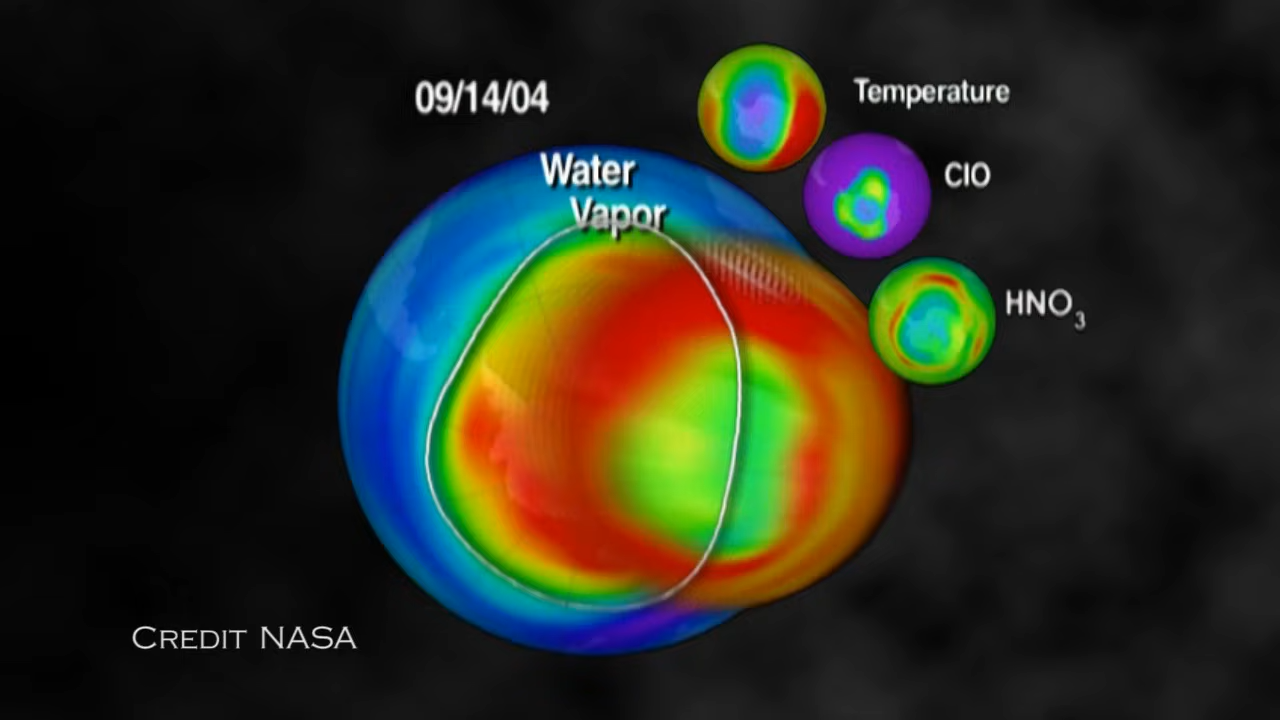 09/14/04
Temperature
Water
Vapor
ClO
HNO₃
Credit NASA